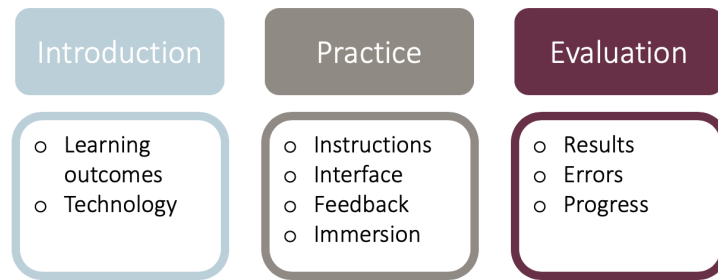 Introduction
○ Learning
outcomes
○ Technology
Practice
○ Instructions
○ Interface
○ Feedback
○ Immersion
Evaluation
○ Results
○ Errors
○ Progress